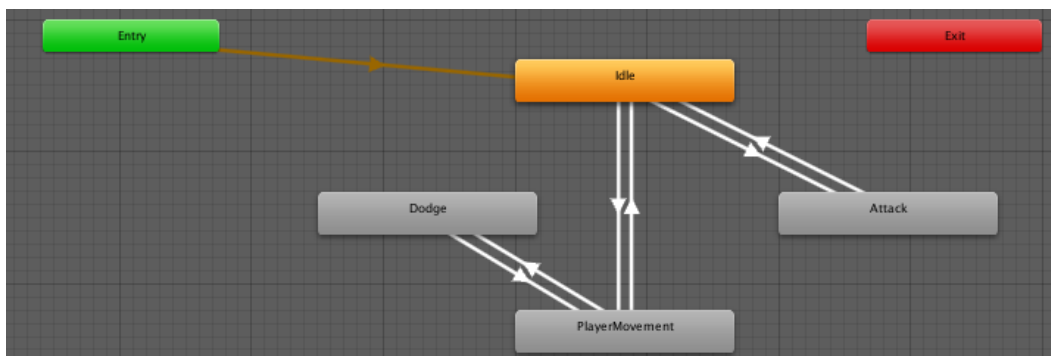 Entry
Exit
Idle
Dodge
Attack
PlayerMovement